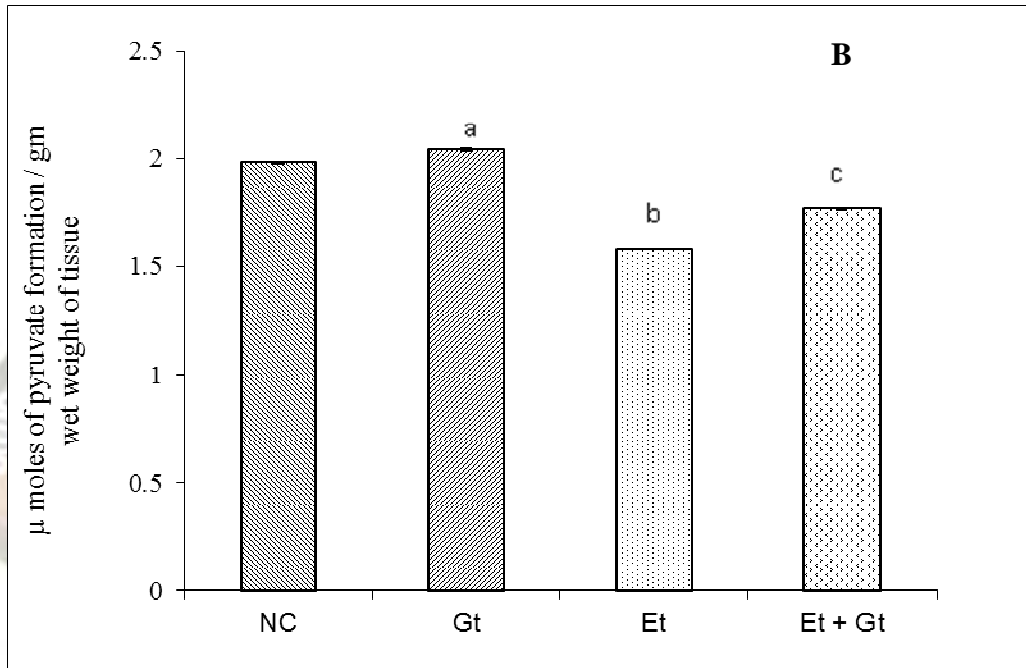 B
μ moles of pyruvate formation / gm
wet weight of tissue
2.5
2
1.5
1
0.5
0
a
b
c
NC Gt Et Et + Gt